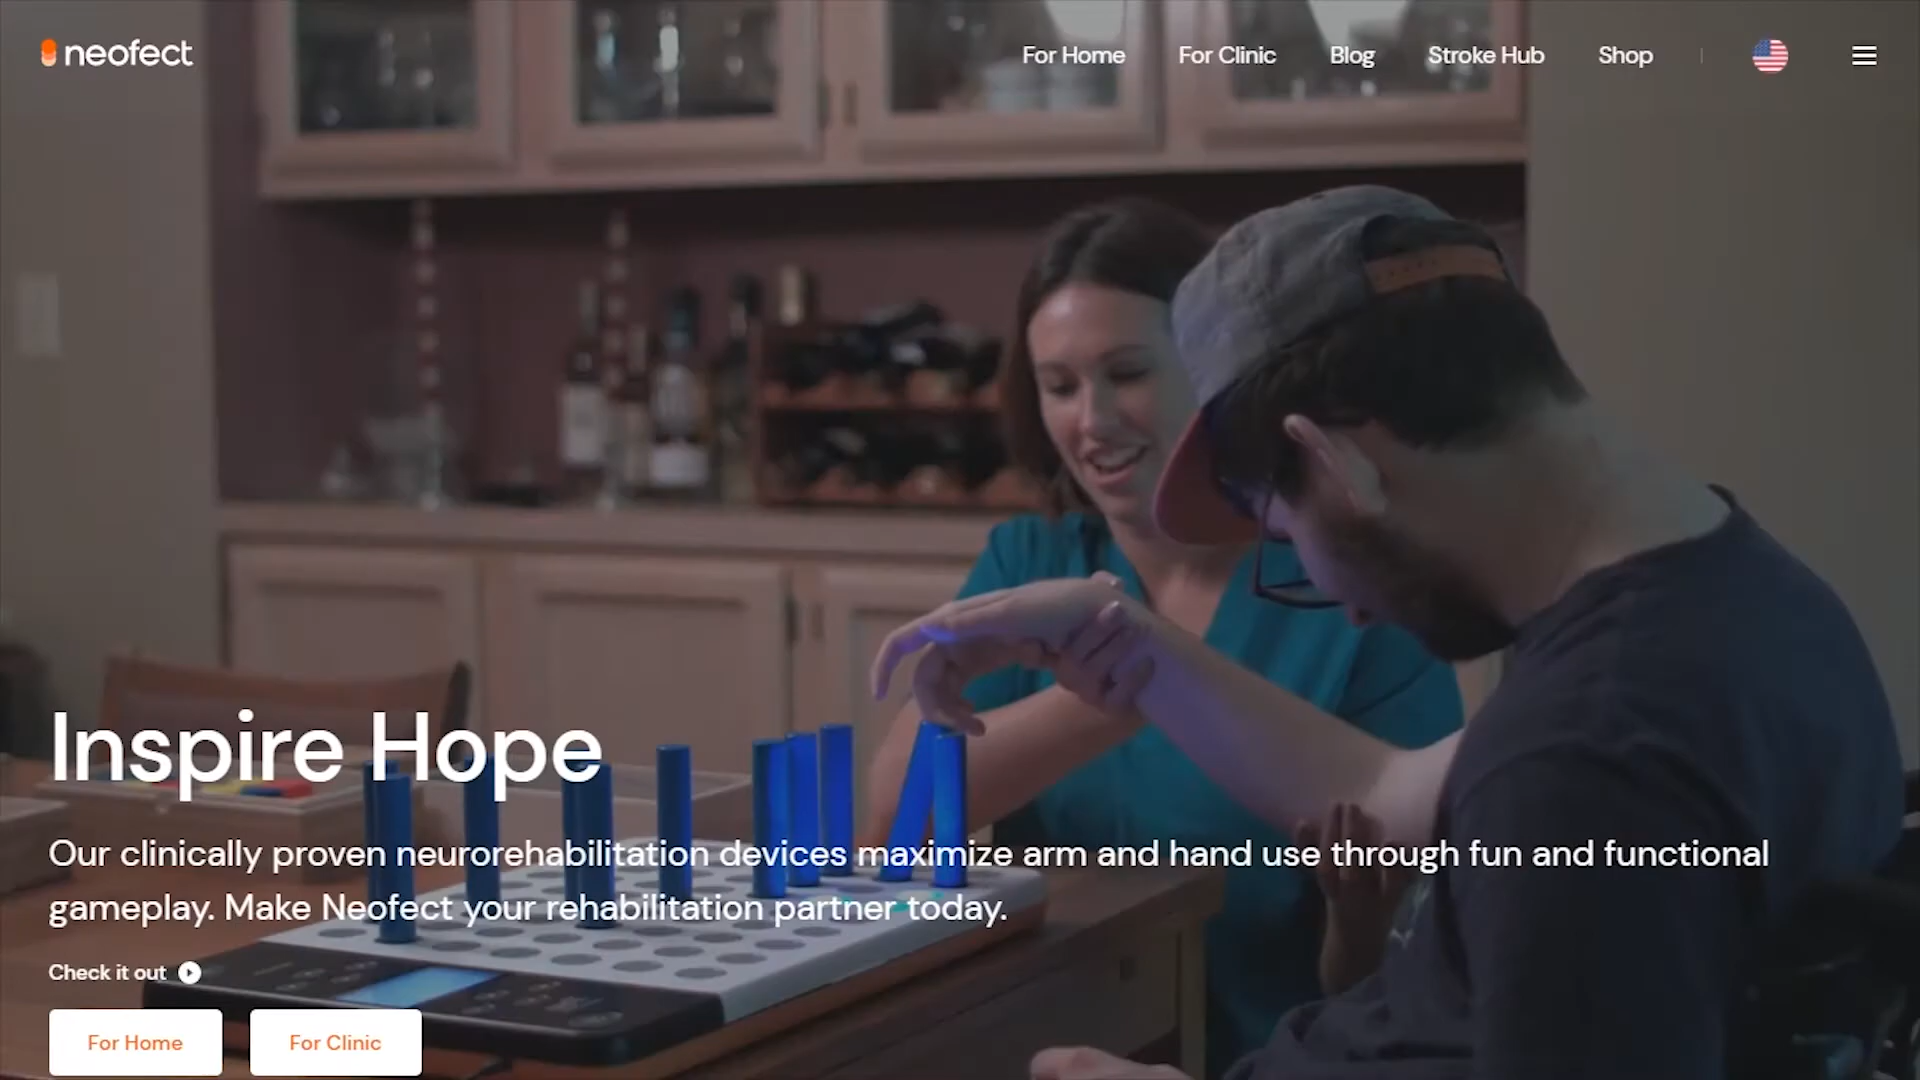 neofect
For Home
For Clinic
Blog
Stroke Hub
Shop
Inspire Hope
Our clinically proven neurorehabilitation devices maximize arm and hand use through fun and functional
gameplay. Make Neofect your rehabilitation partner today.
Check it out
For Home
For Clinic